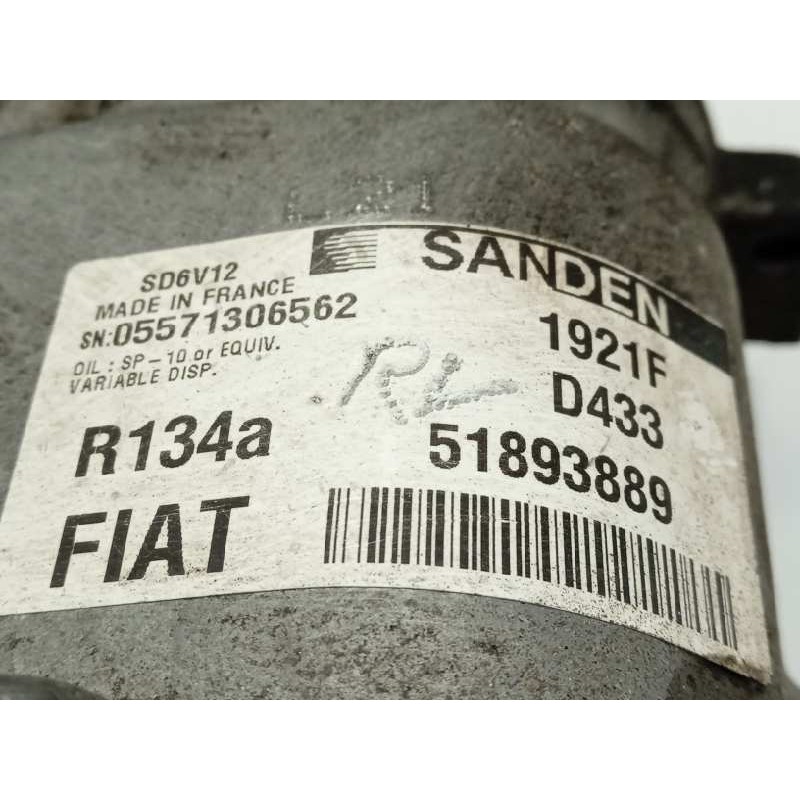 SD6V12
MADE IN FRANCE
SN:05571306562
OIL : SP-10 or EQUIV.
VARIABLE DISP.
R134a
FIAT
SANDEN
1921F
D433
51893889